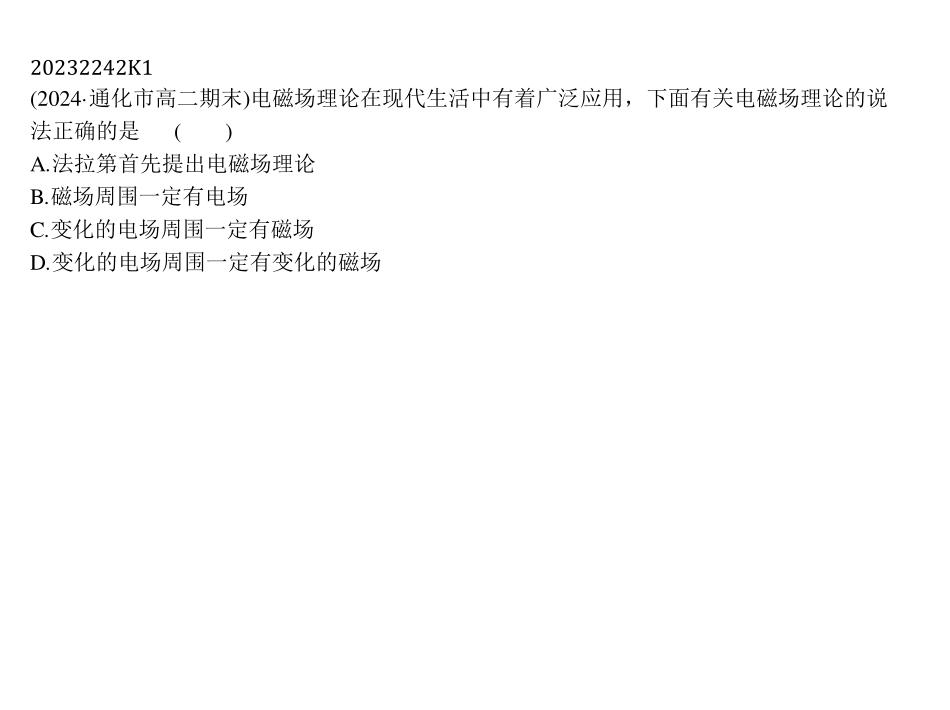 20232242K1
(2024·通化市高二期末)电磁场理论在现代生活中有着广泛应用，下面有关电磁场理论的说
法正确的是 (  )
A.法拉第首先提出电磁场理论
B.磁场周围一定有电场
C.变化的电场周围一定有磁场
D.变化的电场周围一定有变化的磁场